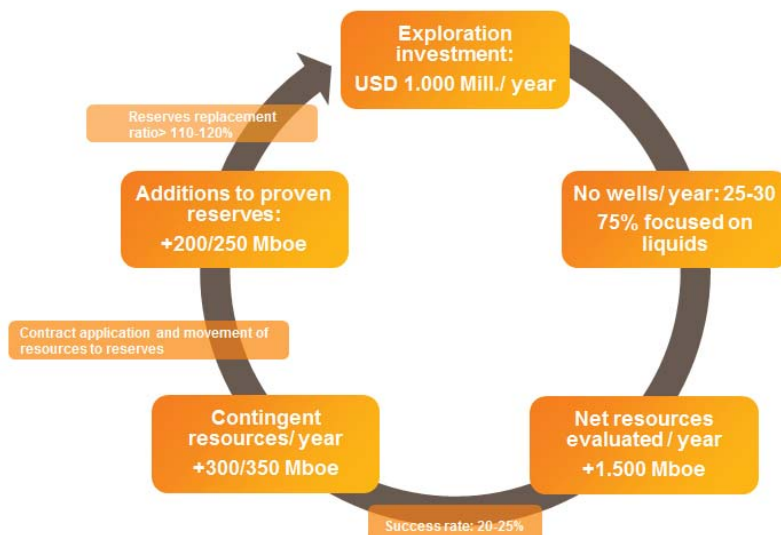 Exploration
investment:
USD 1.000 Mill./ year
Reserves replacement
ratio> 110-120%
Additions to proven
reserves:
+200/250 Mboe
No wells/ year: 25-30
75% focused on
liquids
Contract application and movement of
resources to reserves
Contingent
resources/ year
+300/350 Mboe
Net resources
evaluated / year
+1.500 Mboe
Success rate: 20-25%